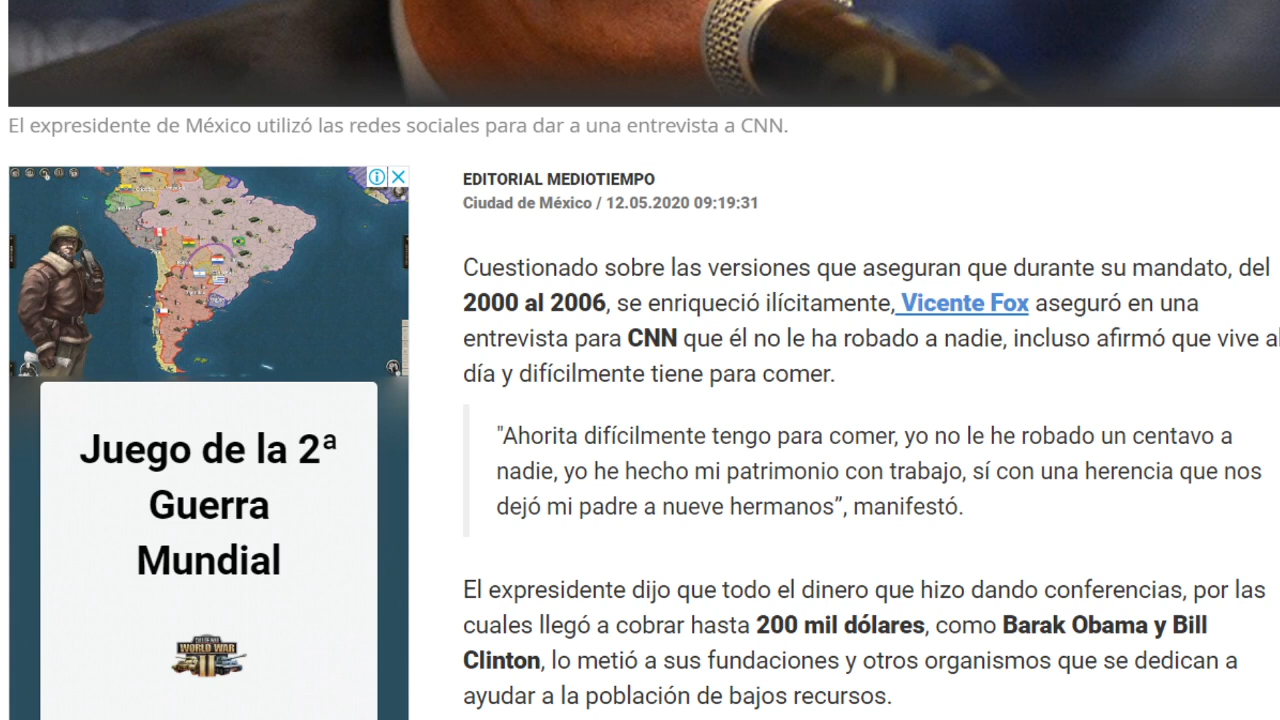 El expresidente de México utilizó las redes sociales para dar a una entrevista a CNN.
EDITORIAL MEDIOTIEMPO
Ciudad de México / 12.05.2020 09:19:31
Cuestionado sobre las versiones que aseguran que durante su mandato, del
2000 al 2006, se enriqueció ilícitamente, Vicente Fox aseguró en una
entrevista para CNN que él no le ha robado a nadie, incluso afirmó que vive al
día y difícilmente tiene para comer.
"Ahorita difícilmente tengo para comer, yo no le he robado un centavo a
nadie, yo he hecho mi patrimonio con trabajo, sí con una herencia que nos
dejó mi padre a nueve hermanos”, manifestó.
El expresidente dijo que todo el dinero que hizo dando conferencias, por las
cuales llegó a cobrar hasta 200 mil dólares, como Barak Obama y Bill
Clinton, lo metió a sus fundaciones y otros organismos que se dedican a
ayudar a la población de bajos recursos.
Juego de la 2ª
Guerra
Mundial
WORLD WAR